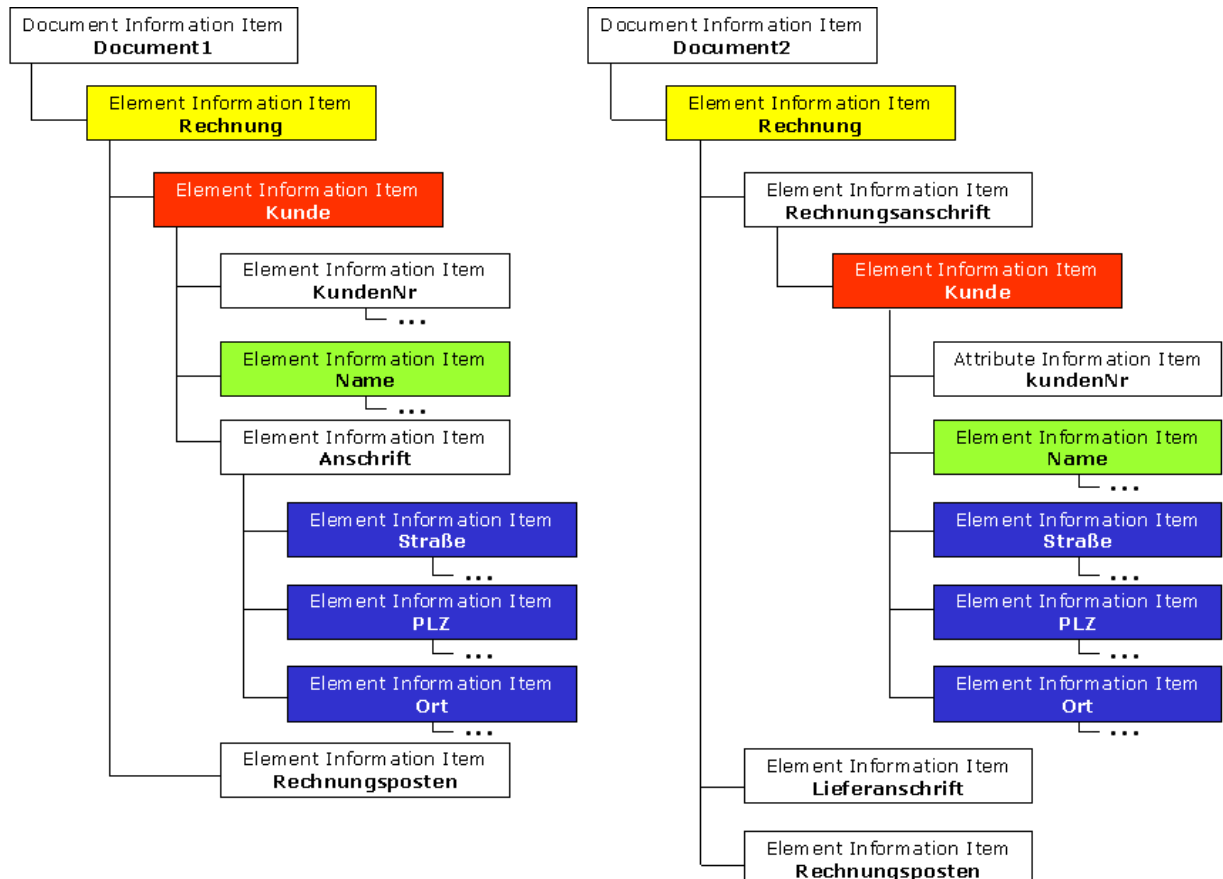 Document Information Item
Document1
Element Information Item
Rechnung
Element Information Item
Kunde
Element Information Item
KundenNr
...
Element Information Item
Name
...
Element Information Item
Anschrift
Element Information Item
Straße
...
Element Information Item
PLZ
...
Element Information Item
Ort
...
Element Information Item
Rechnungsposten
Document Information Item
Document2
Element Information Item
Rechnung
Element Information Item
Rechnungsanschrift
Element Information Item
Kunde
Attribute Information Item
kundenNr
Element Information Item
Name
...
Element Information Item
Straße
...
Element Information Item
PLZ
...
Element Information Item
Ort
...
Element Information Item
Lieferanschrift
Element Information Item
Rechnungsposten